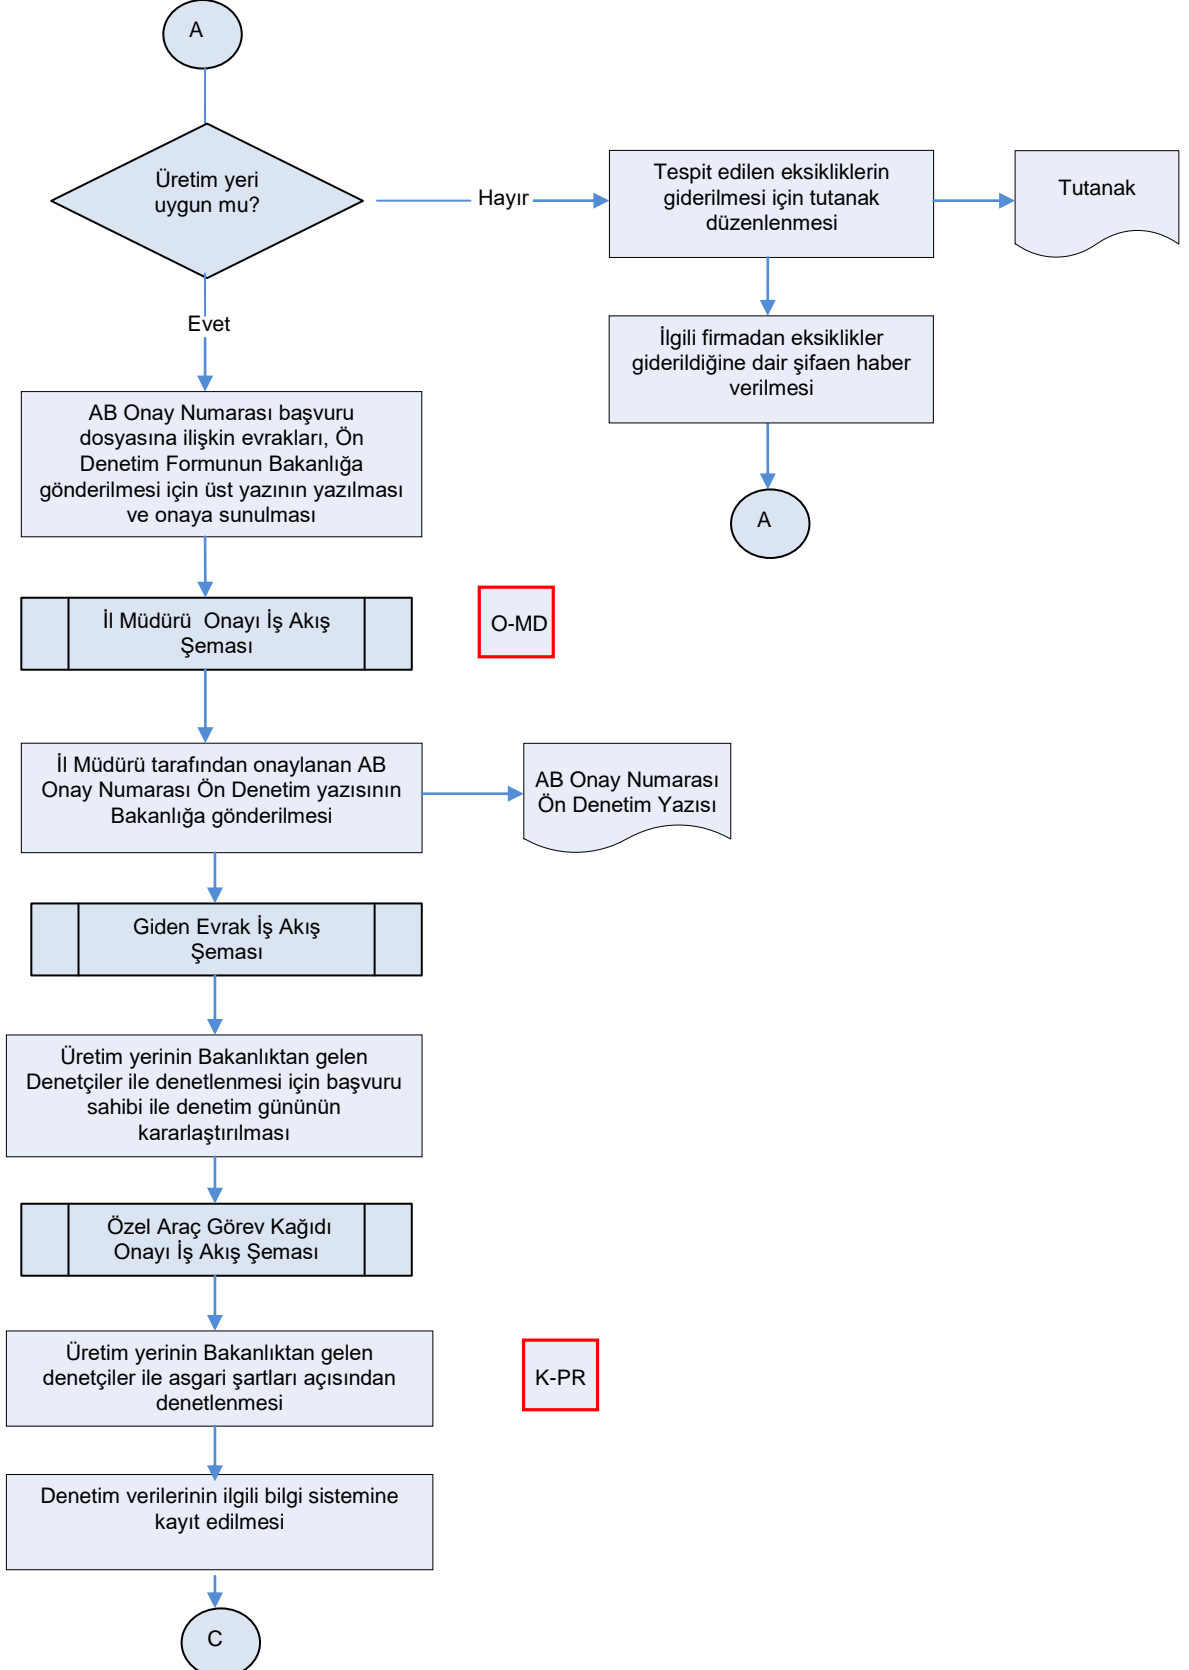 A
Üretim yeri
uygun mu?
Hayır
Tespit edilen eksikliklerin
giderilmesi için tutanak
düzenlenmesi
Tutanak
Evet
İlgili firmadan eksiklikler
giderildiğine dair şifaen haber
verilmesi
AB Onay Numarası başvuru
dosyasına ilişkin evrakları, Ön
Denetim Formunun Bakanlığa
gönderilmesi için üst yazının yazılması
ve onaya sunulması
A
İl Müdürü Onayı İş Akış
Şeması
O-MD
İl Müdürü tarafından onaylanan AB
Onay Numarası Ön Denetim yazısının
Bakanlığa gönderilmesi
AB Onay Numarası
Ön Denetim Yazısı
Giden Evrak İş Akış
Şeması
Üretim yerinin Bakanlıktan gelen
Denetçiler ile denetlenmesi için başvuru
sahibi ile denetim gününün
kararlaştırılması
Özel Araç Görev Kağıdı
Onayı İş Akış Şeması
Üretim yerinin Bakanlıktan gelen
denetçiler ile asgari şartları açısından
denetlenmesi
K-PR
Denetim verilerinin ilgili bilgi sistemine
kayıt edilmesi
C